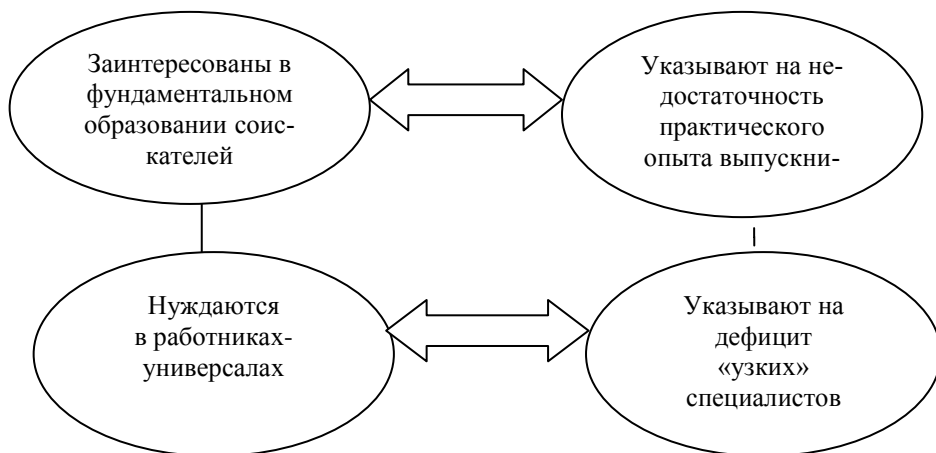 Заинтересованы в
фундаментальном
образовании соис-
кателей
Указывают на не-
достаточность
практического
опыта выпускни-
Нуждаются
в работниках-
универсалах
Указывают на
дефицит
«узких»
специалистов